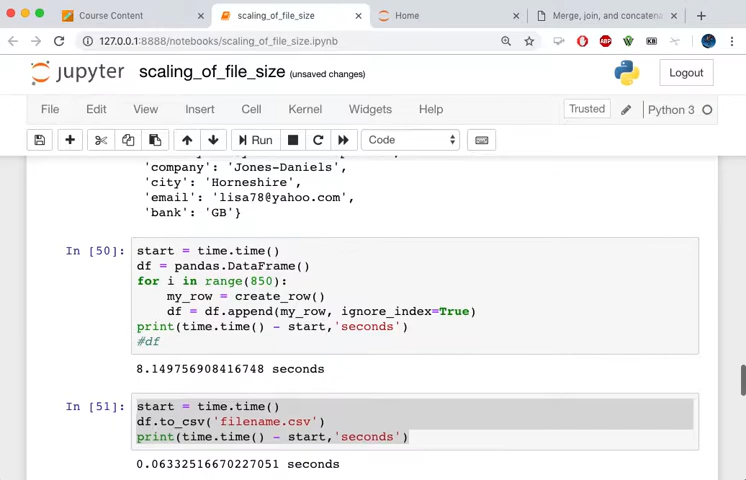 Course Content
scaling_of_file_size
Home
Merge, join, and concatena
127.0.0.1:8888/notebooks/scaling_of_file_size.ipynb
ABP
KB
jupyter scaling_of_file_size (unsaved changes)
Logout
File Edit View Insert Cell Kernel Widgets Help
Trusted
Python 3
Run
Code
'company': 'Jones-Daniels',
'city': 'Horneshire',
'email': 'lisa78@yahoo.com',
'bank': 'GB'}
In [50]: start = time.time()
df = pandas.DataFrame()
for i in range(850):
my_row = create_row()
df = df.append(my_row, ignore_index=True)
print(time.time() - start,'seconds')
#df
8.149756908416748 seconds
In [51]: start = time.time()
df.to_csv('filename.csv')
print(time.time() - start,'seconds')
0.06332516670227051 seconds